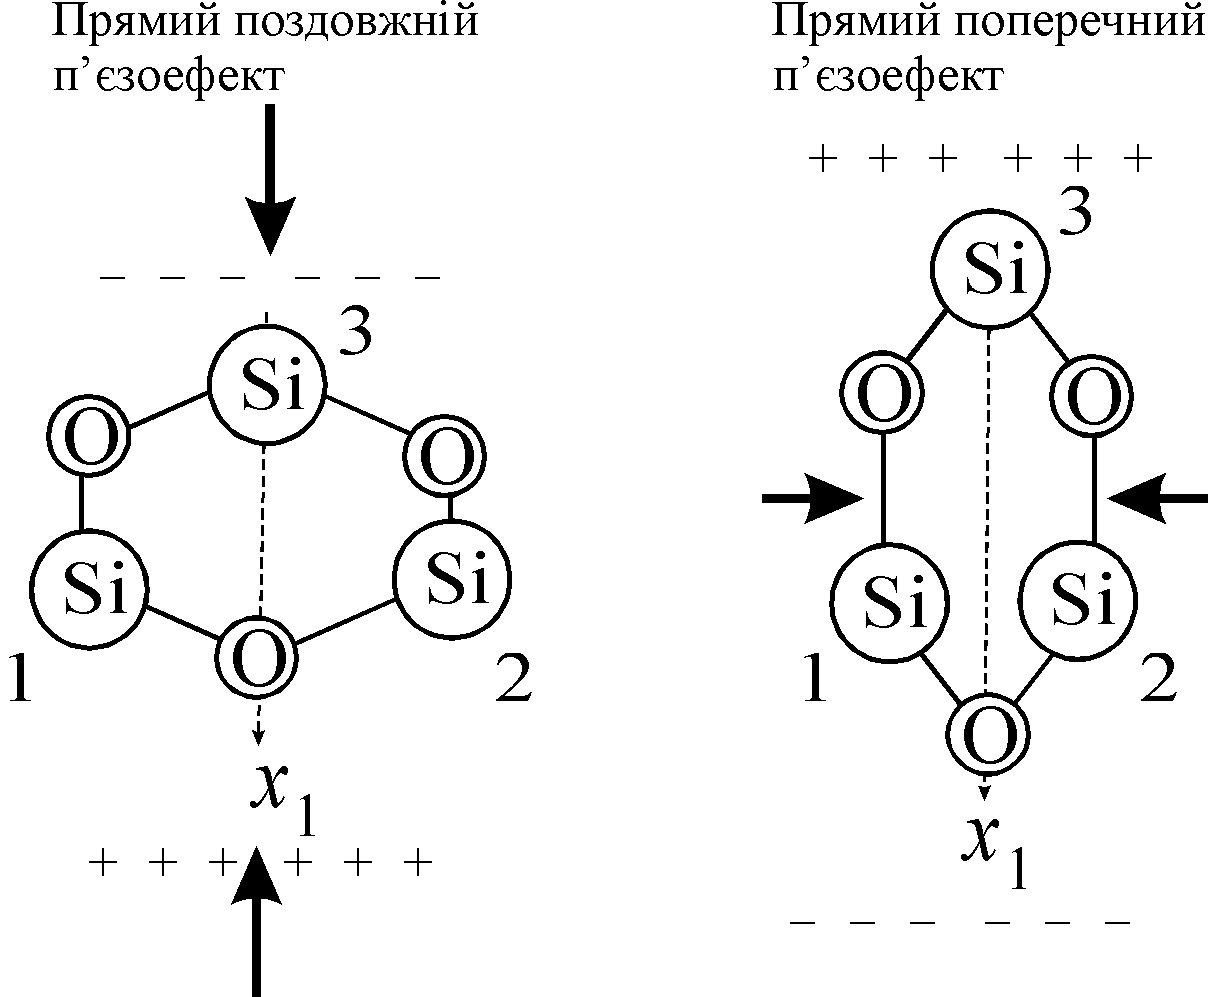 Прямий поздовжній
п’єзоефект
– – – – – –
3
Si
O
O
Si
Si
O
1
2
x1
+ + + + + +
Прямий поперечний
п’єзоефект
+ + + + + +
3
Si
O
O
Si
Si
1
2
O
x1
– – – – – –